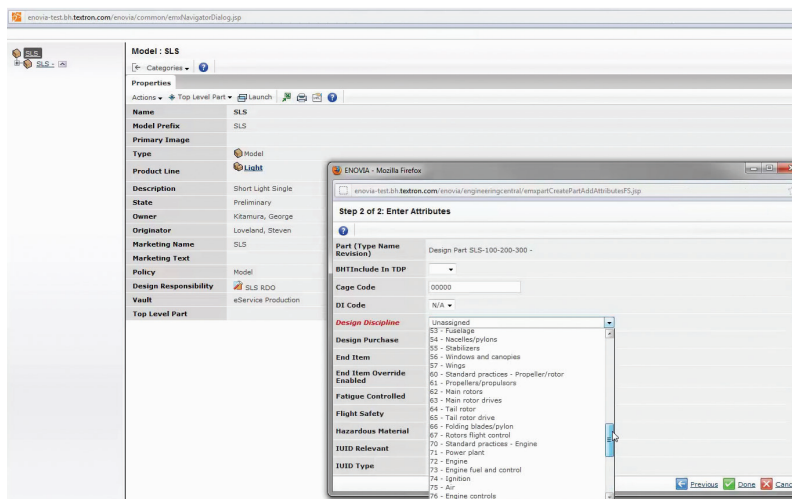 enovia-test.bh.textron.com/enovia/common/emxNavigatorDialog.jsp
SLS
SLS -
Model : SLS
Categories
Properties
Actions Top Level Part Launch
Name SLS
Model Prefix SLS
Primary Image
Type Model
Product Line Light
Description Short Light Single
State Preliminary
Owner Kitamura, George
Originator Loveland, Steven
Marketing Name SLS
Marketing Text
Policy Model
Design Responsibility SLS RDO
Vault eService Production
Top Level Part
ENOVIA - Mozilla Firefox
enovia-test.bh.textron.com/enovia/engineeringcentral/emxpartCreatePartAddAttributesFS.jsp
Step 2 of 2: Enter Attributes
Part (Type Name Revision) Design Part SLS-100-200-300 -
BHTInclude In TDP
Cage Code 00000
DI Code N/A
Design Discipline Unassigned
Design Purchase
End Item
End Item Override Enabled
Fatigue Controlled
Flight Safety
Hazardous Material
IUID Relevant
IUID Type
53 - Fuselage
54 - Nacelles/pylons
55 - Stabilizers
56 - Windows and canopies
57 - Wings
60 - Standard practices - Propeller/rotor
61 - Propellers/propulsors
62 - Main rotors
63 - Main rotor drives
64 - Tail rotor
65 - Tail rotor drive
66 - Folding blades/pylon
67 - Rotors flight control
70 - Standard practices - Engine
71 - Power plant
72 - Engine
73 - Engine fuel and control
74 - Ignition
75 - Air
76 - Engine controls
Previous Done Canc